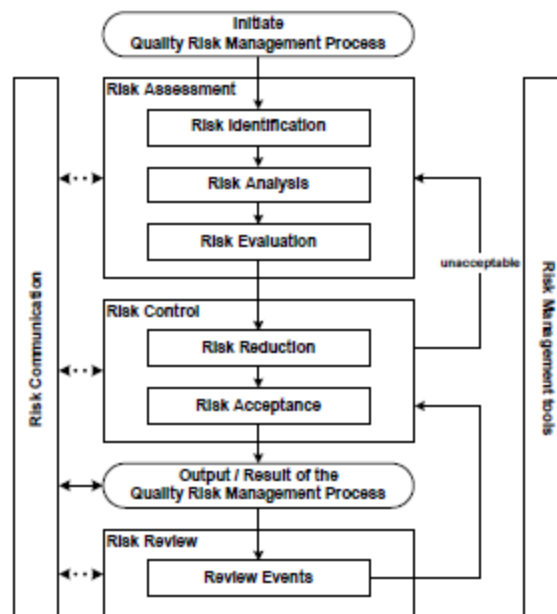 Initiate
Quality Risk Management Process
Risk Assessment
Risk Identification
Risk Analysis
Risk Evaluation
unacceptable
Risk Control
Risk Reduction
Risk Acceptance
Output / Result of the
Quality Risk Management Process
Risk Review
Review Events
Risk Communication
Risk Management tools